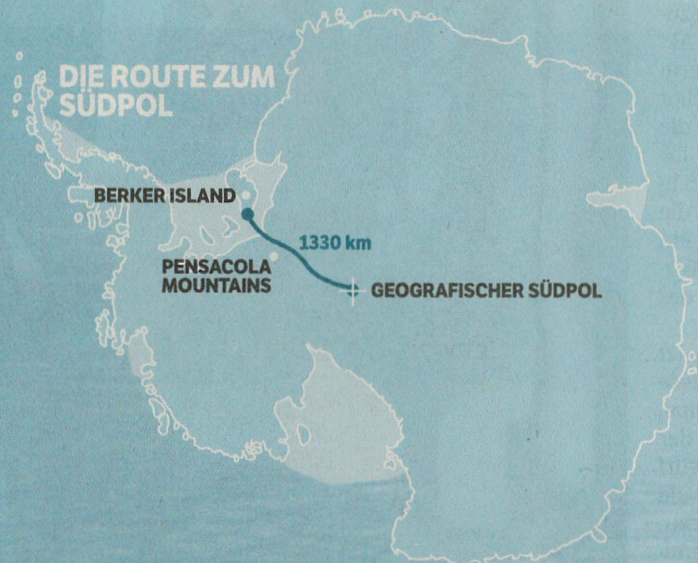 DIE ROUTE ZUM
SÜDPOL
BERKER ISLAND
1330 km
PENSACOLA
MOUNTAINS
GEOGRAFISCHER SÜDPOL